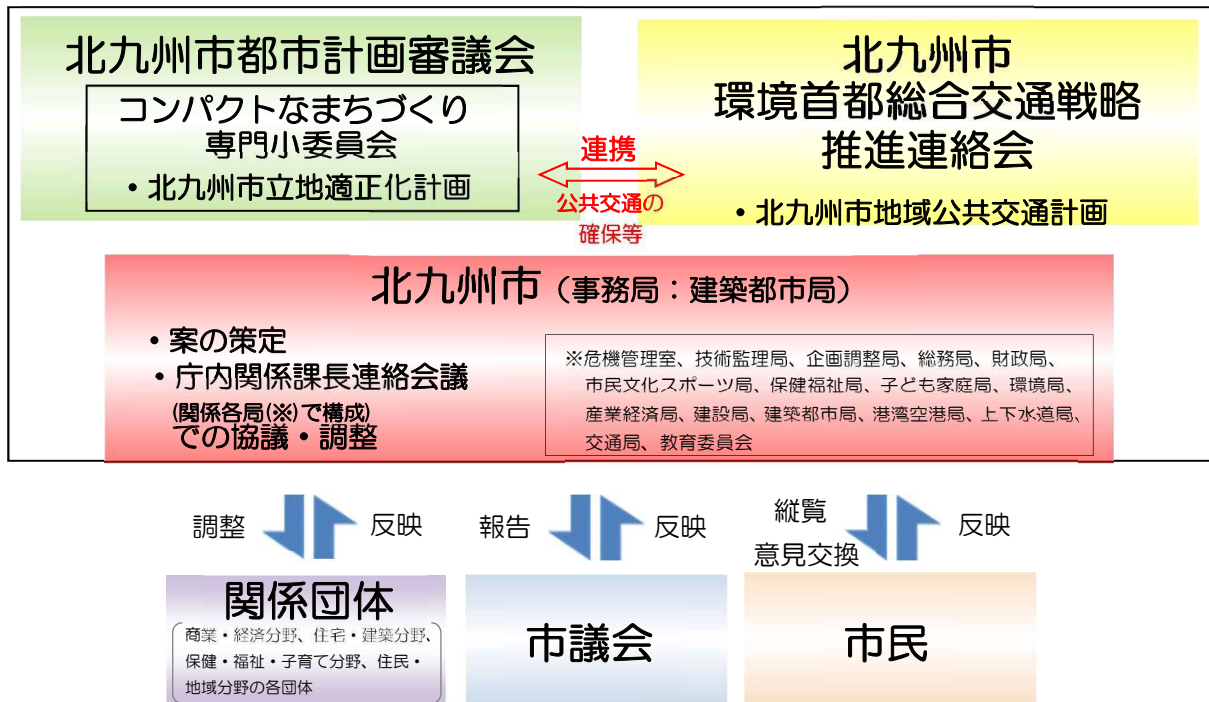 北九州市都市計画審議会
コンパクトなまちづくり
専門小委員会
・北九州市立地適正化計画
連携
公共交通の
確保等
北九州市
環境首都総合交通戦略
推進連絡会
・北九州市地域公共交通計画
北九州市（事務局：建築都市局）
・案の策定
・庁内関係課長連絡会議
(関係各局(※)で構成)
での協議・調整
※危機管理室、技術監理局、企画調整局、総務局、財政局、
市民文化スポーツ局、保健福祉局、子ども家庭局、環境局、
産業経済局、建設局、建築都市局、港湾空港局、上下水道局、
交通局、教育委員会
調整
反映
報告
反映
縦覧
意見交換
反映
関係団体
商業・経済分野、住宅・建築分野、
保健・福祉・子育て分野、住民・
地域分野の各団体
市議会
市民